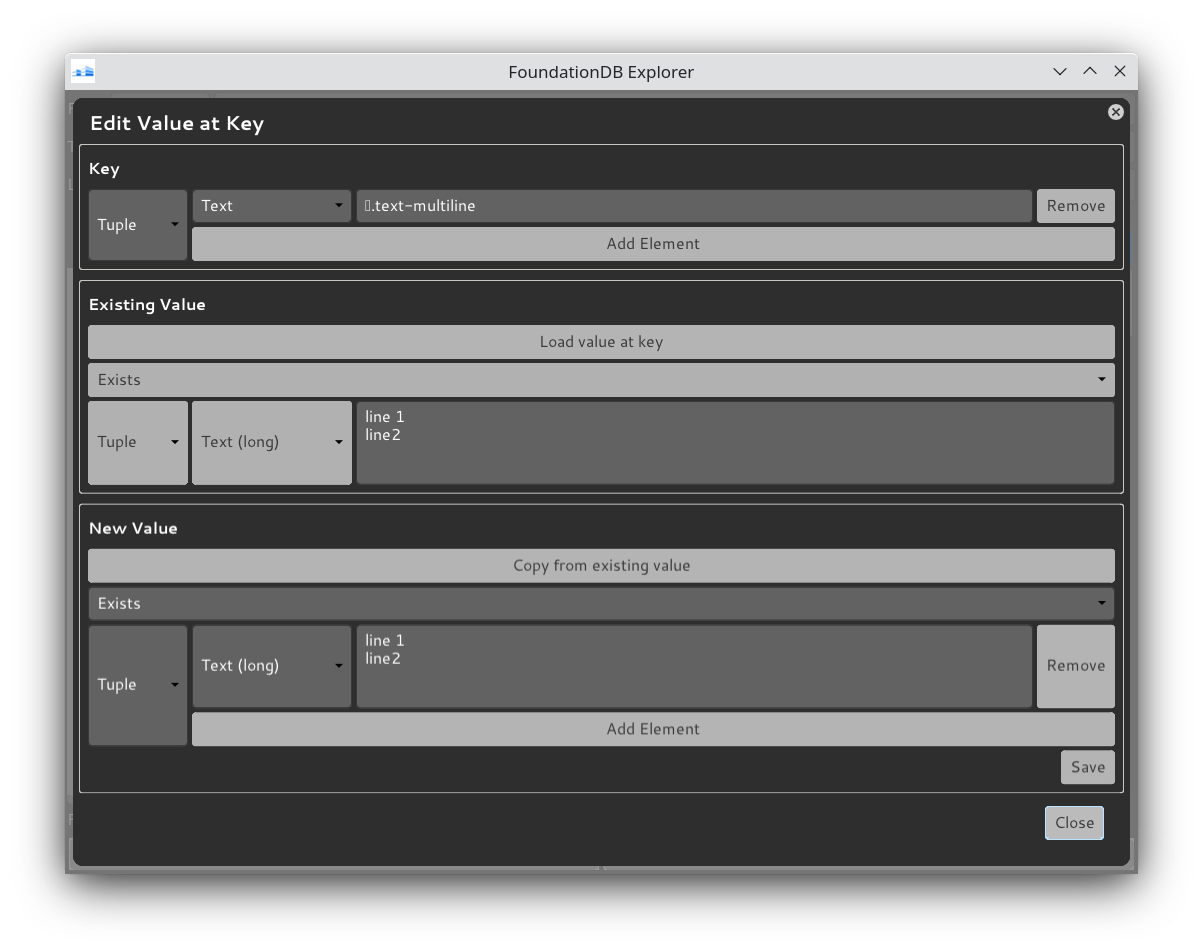 FoundationDB Explorer
Edit Value at Key
Key
Tuple
Text
.text-multiline
Remove
Add Element
Existing Value
Load value at key
Exists
Tuple
Text (long)
line 1
line2
New Value
Copy from existing value
Exists
Tuple
Text (long)
line 1
line2
Remove
Add Element
Save
Close